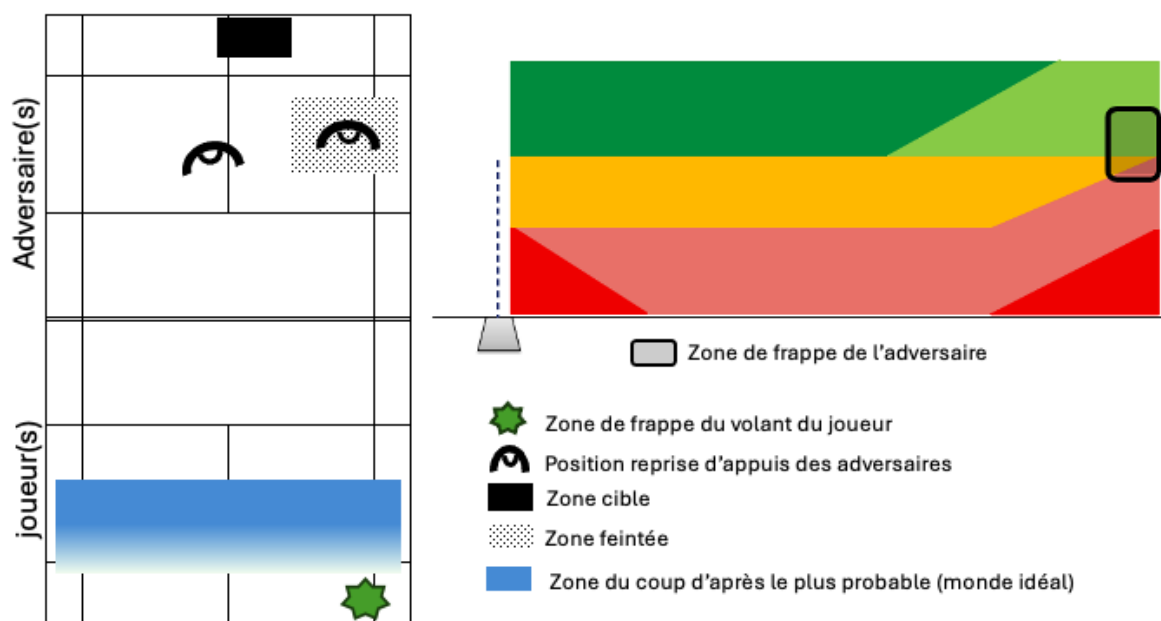 Adversaire(s)
joueur(s)
Zone de frappe de l'adversaire
Zone de frappe du volant du joueur
Position reprise d'appuis des adversaires
Zone cible
Zone feintée
Zone du coup d'après le plus probable (monde idéal)